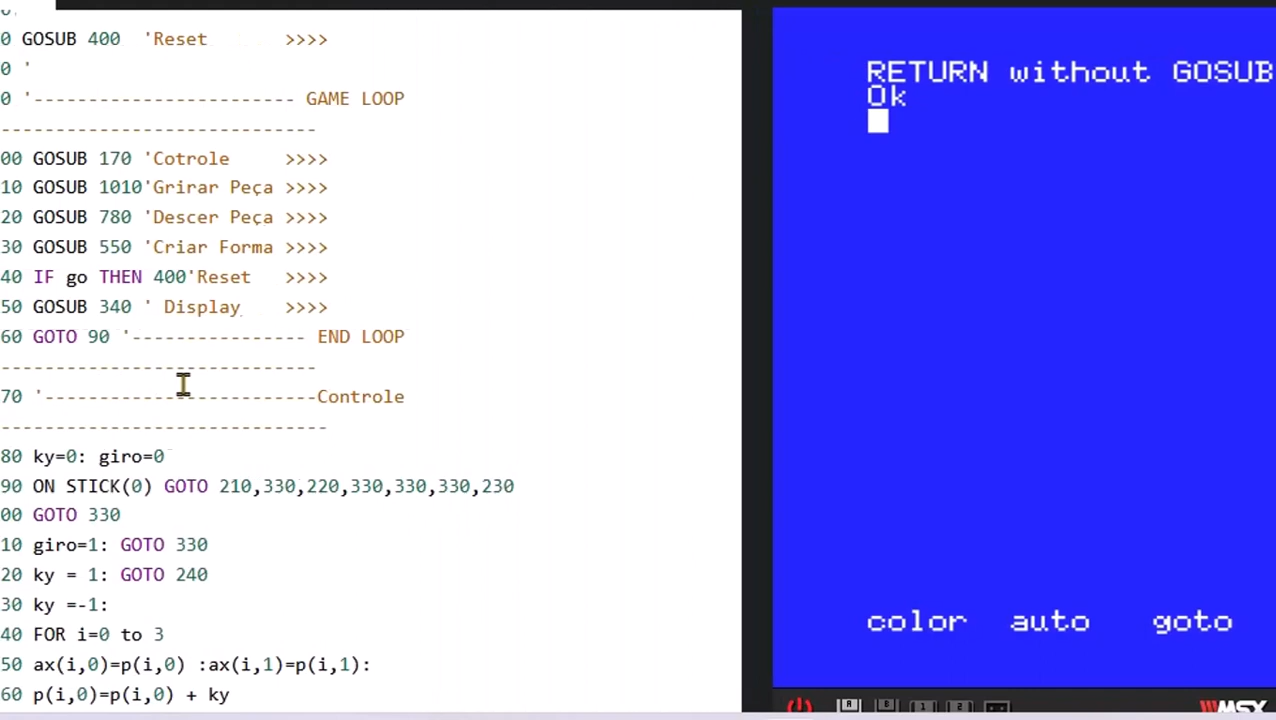 0 GOSUB 400 'Reset >>>>
0 '
0 '------------------------ GAME LOOP
-----------------------------
00 GOSUB 170 'Cotrole >>>>
10 GOSUB 1010'Grirar Peça >>>>
20 GOSUB 780 'Descer Peça >>>>
30 GOSUB 550 'Criar Forma >>>>
40 IF go THEN 400'Reset >>>>
50 GOSUB 340 ' Display >>>>
60 GOTO 90 '---------------- END LOOP
-----------------------------
70 '-------------------------Controle
------------------------------
80 ky=0: giro=0
90 ON STICK(0) GOTO 210,330,220,330,330,330,230
00 GOTO 330
10 giro=1: GOTO 330
20 ky = 1: GOTO 240
30 ky =-1:
40 FOR i=0 to 3
50 ax(i,0)=p(i,0) :ax(i,1)=p(i,1):
60 p(i,0)=p(i,0) + ky
RETURN without GOSUB
Ok
color auto goto
A B 1 2
MSX